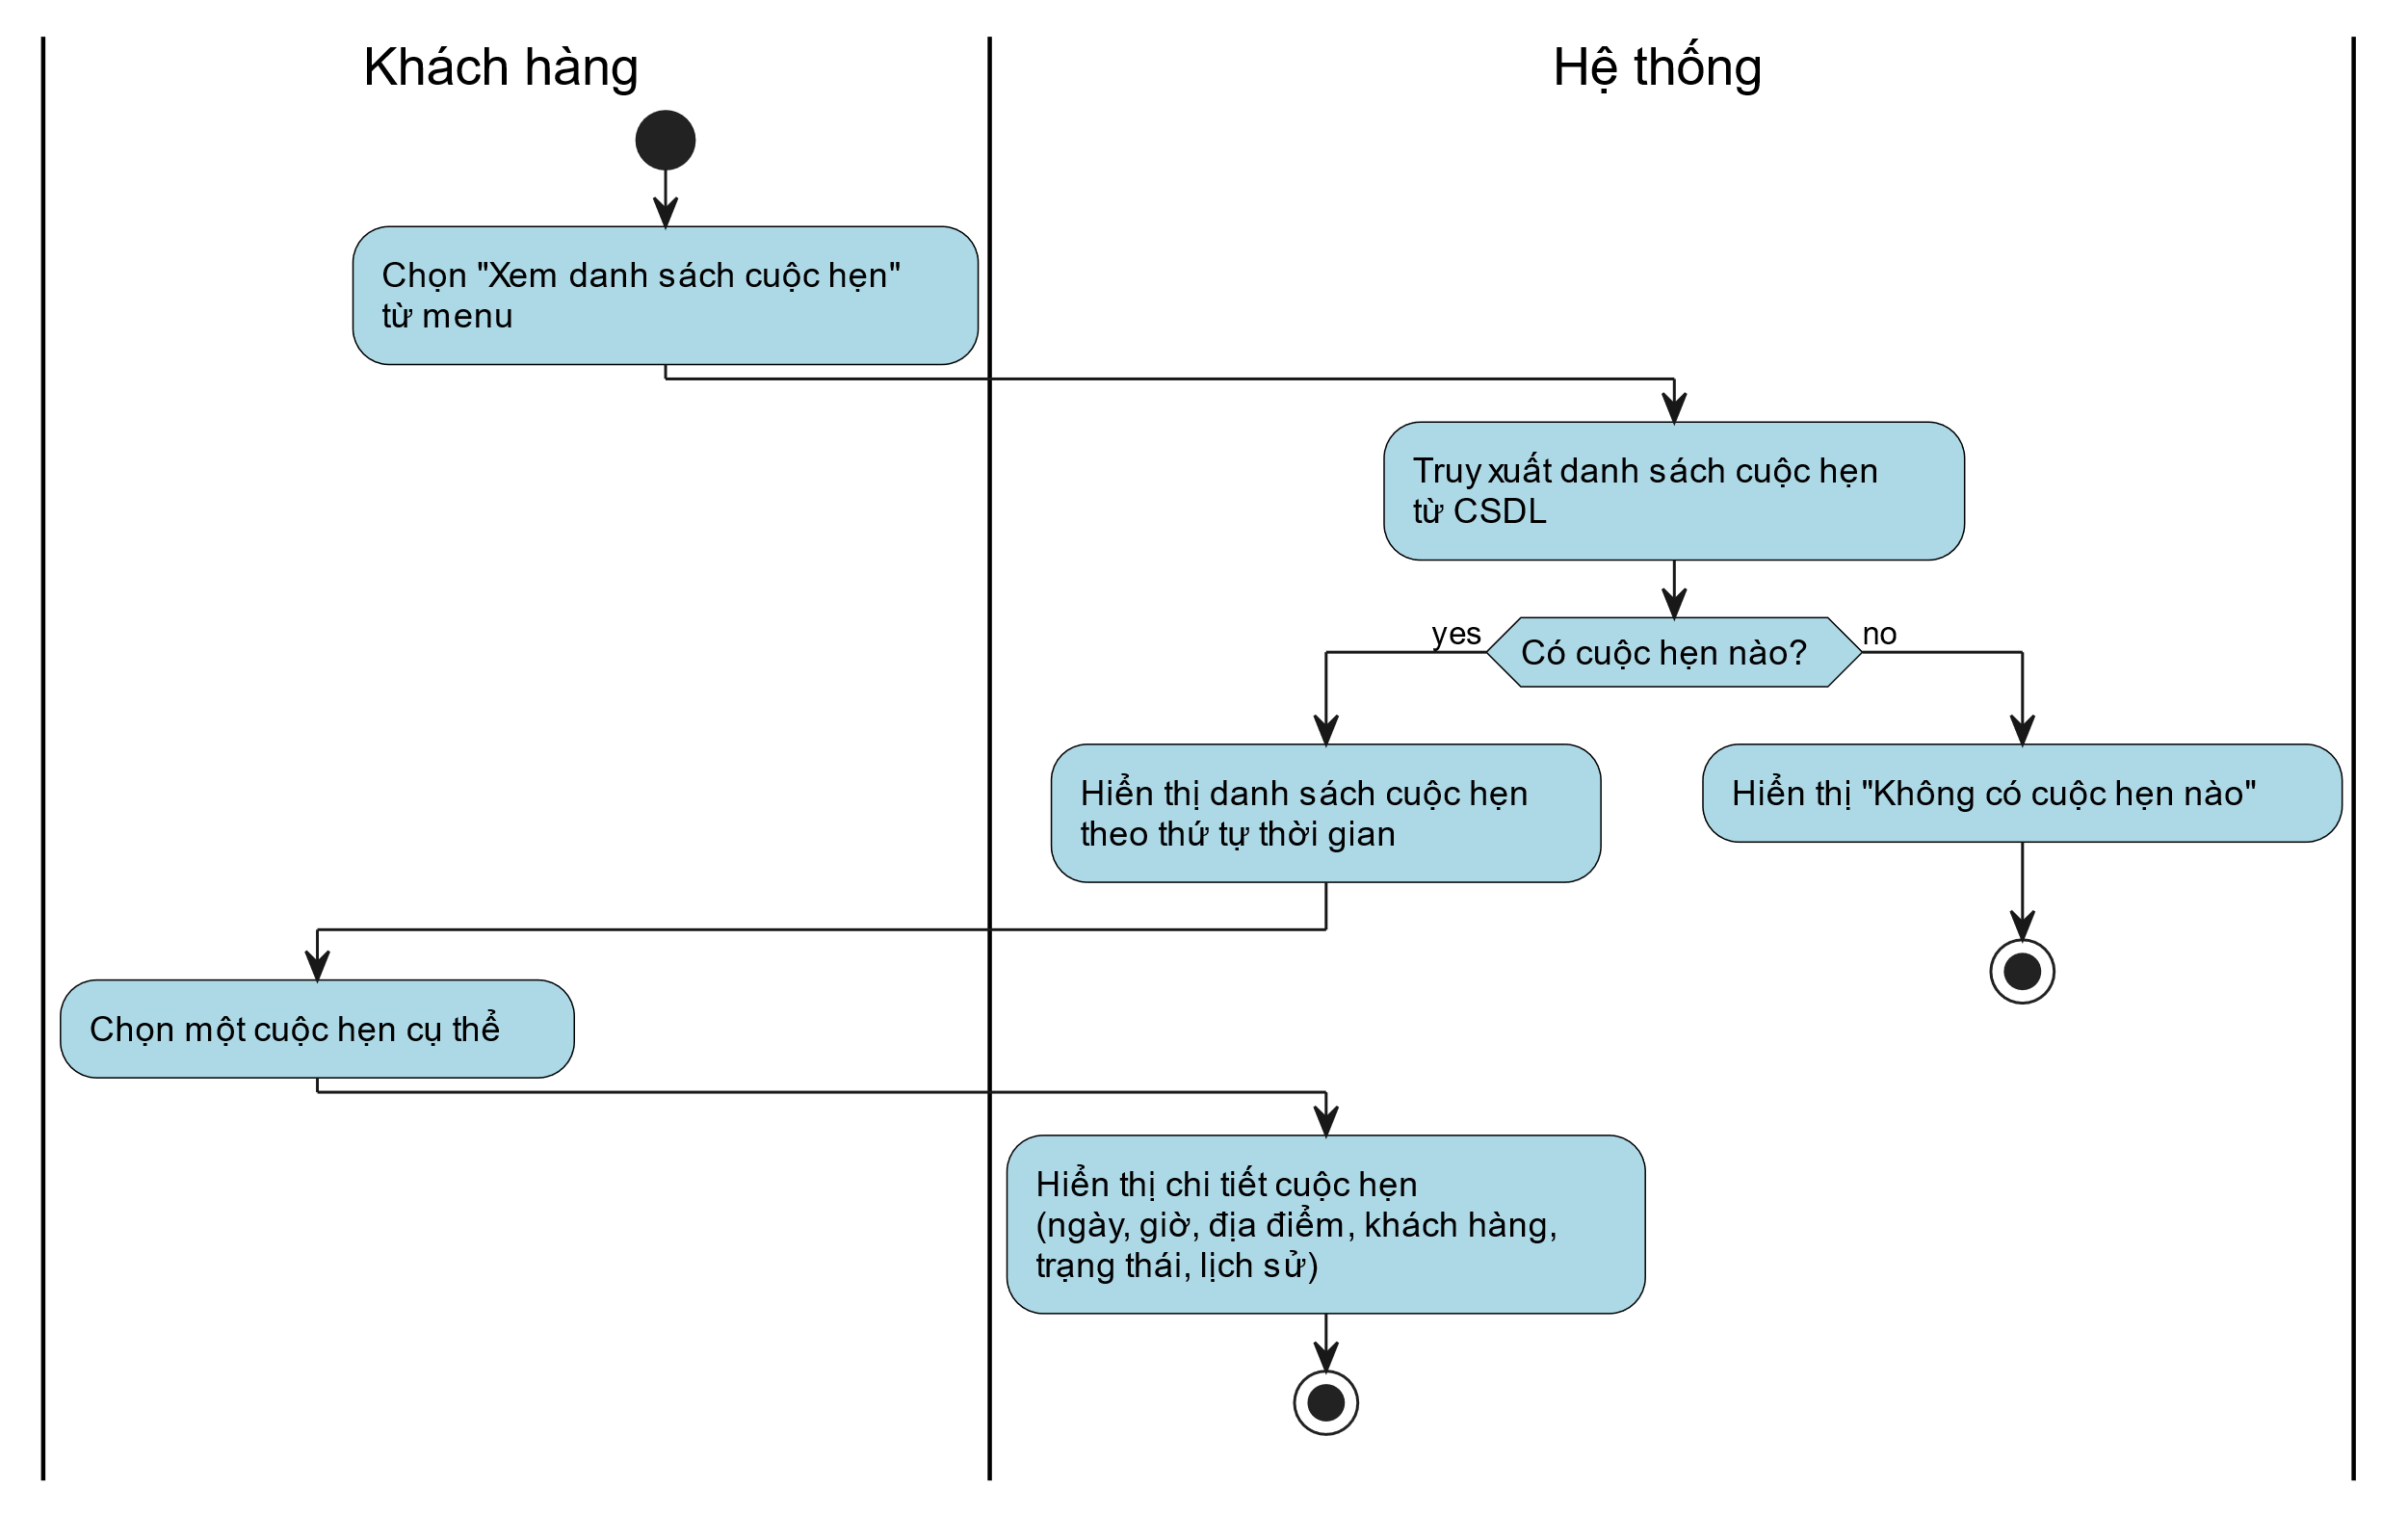 Khách hàng
Hệ thống
Chọn "Xem danh sách cuộc hẹn"
từ menu
Truy xuất danh sách cuộc hẹn
từ CSDL
yes
Có cuộc hẹn nào?
no
Hiển thị danh sách cuộc hẹn
theo thứ tự thời gian
Hiển thị "Không có cuộc hẹn nào"
Chọn một cuộc hẹn cụ thể
Hiển thị chi tiết cuộc hẹn
(ngày, giờ, địa điểm, khách hàng,
trạng thái, lịch sử)